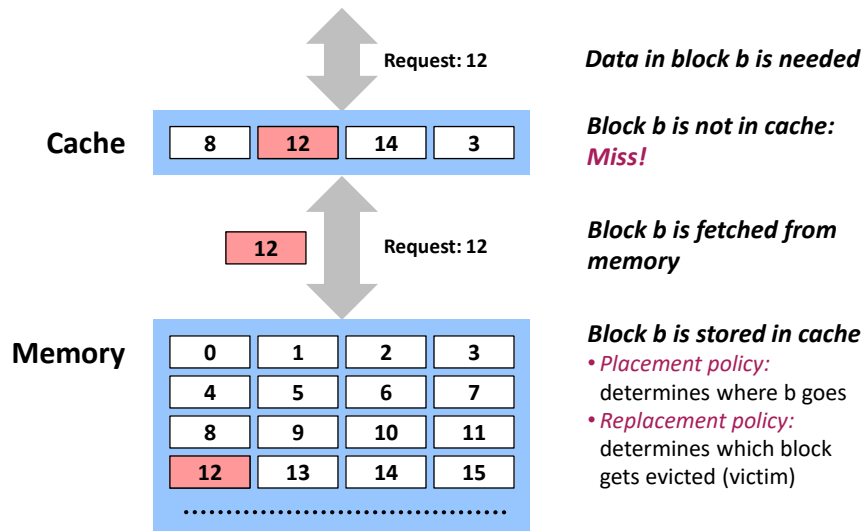 Request: 12
Data in block b is needed
Cache
8 12 14 3
Block b is not in cache:
Miss!
12
Request: 12
Block b is fetched from
memory
Memory
0 1 2 3
4 5 6 7
8 9 10 11
12 13 14 15
Block b is stored in cache
• Placement policy:
determines where b goes
• Replacement policy:
determines which block
gets evicted (victim)